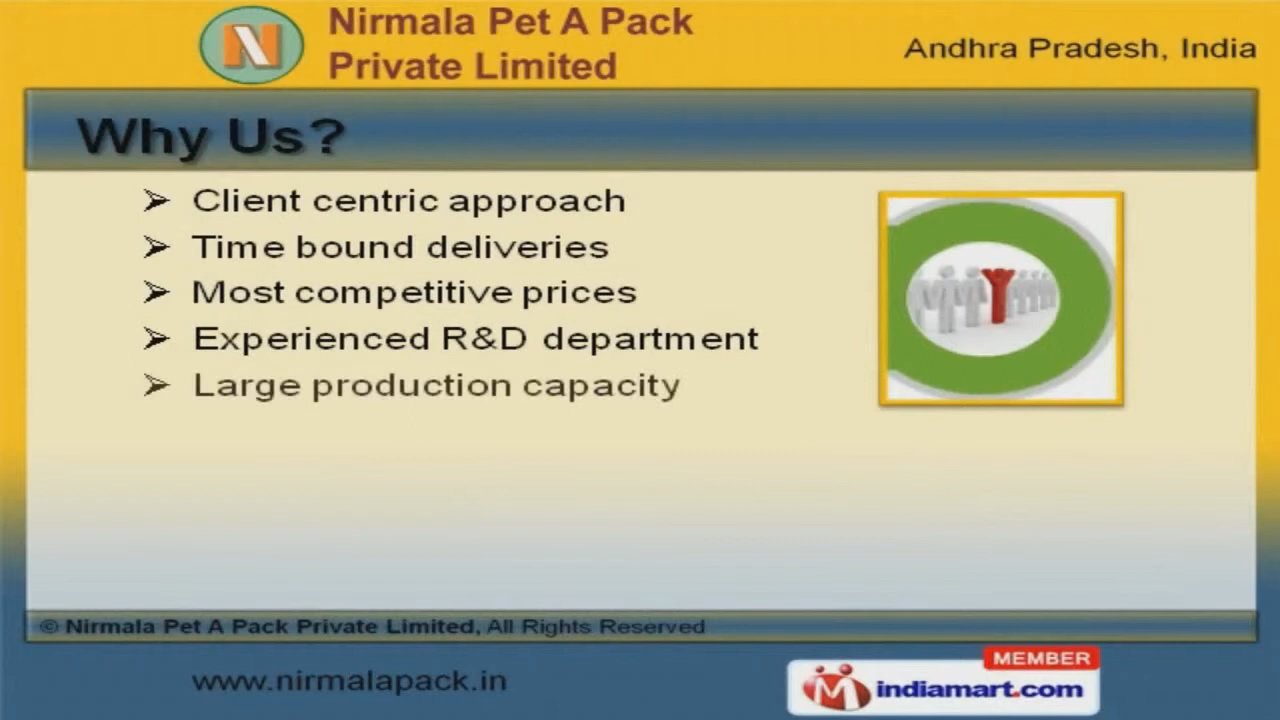 N
Nirmala Pet A Pack
Private Limited
Andhra Pradesh, India
Why Us?
➢ Client centric approach
➢ Time bound deliveries
➢ Most competitive prices
➢ Experienced R&D department
➢ Large production capacity
© Nirmala Pet A Pack Private Limited, All Rights Reserved
www.nirmalapack.in
MEMBER
indiamart.com